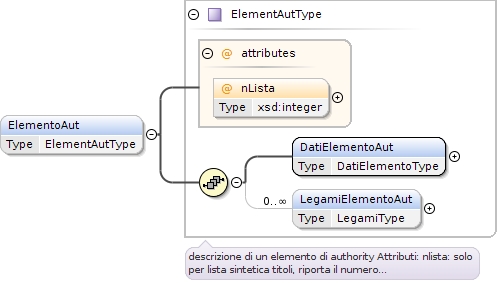 ElementAutType
@ attributes
@ nLista
Type xsd:integer
ElementoAut
Type ElementAutType
DatiElementoAut
Type DatiElementoType
0..∞
LegamiElementoAut
Type LegamiType
descrizione di un elemento di authority Attributi: nlista: solo
per lista sintetica titoli, riporta il numero...